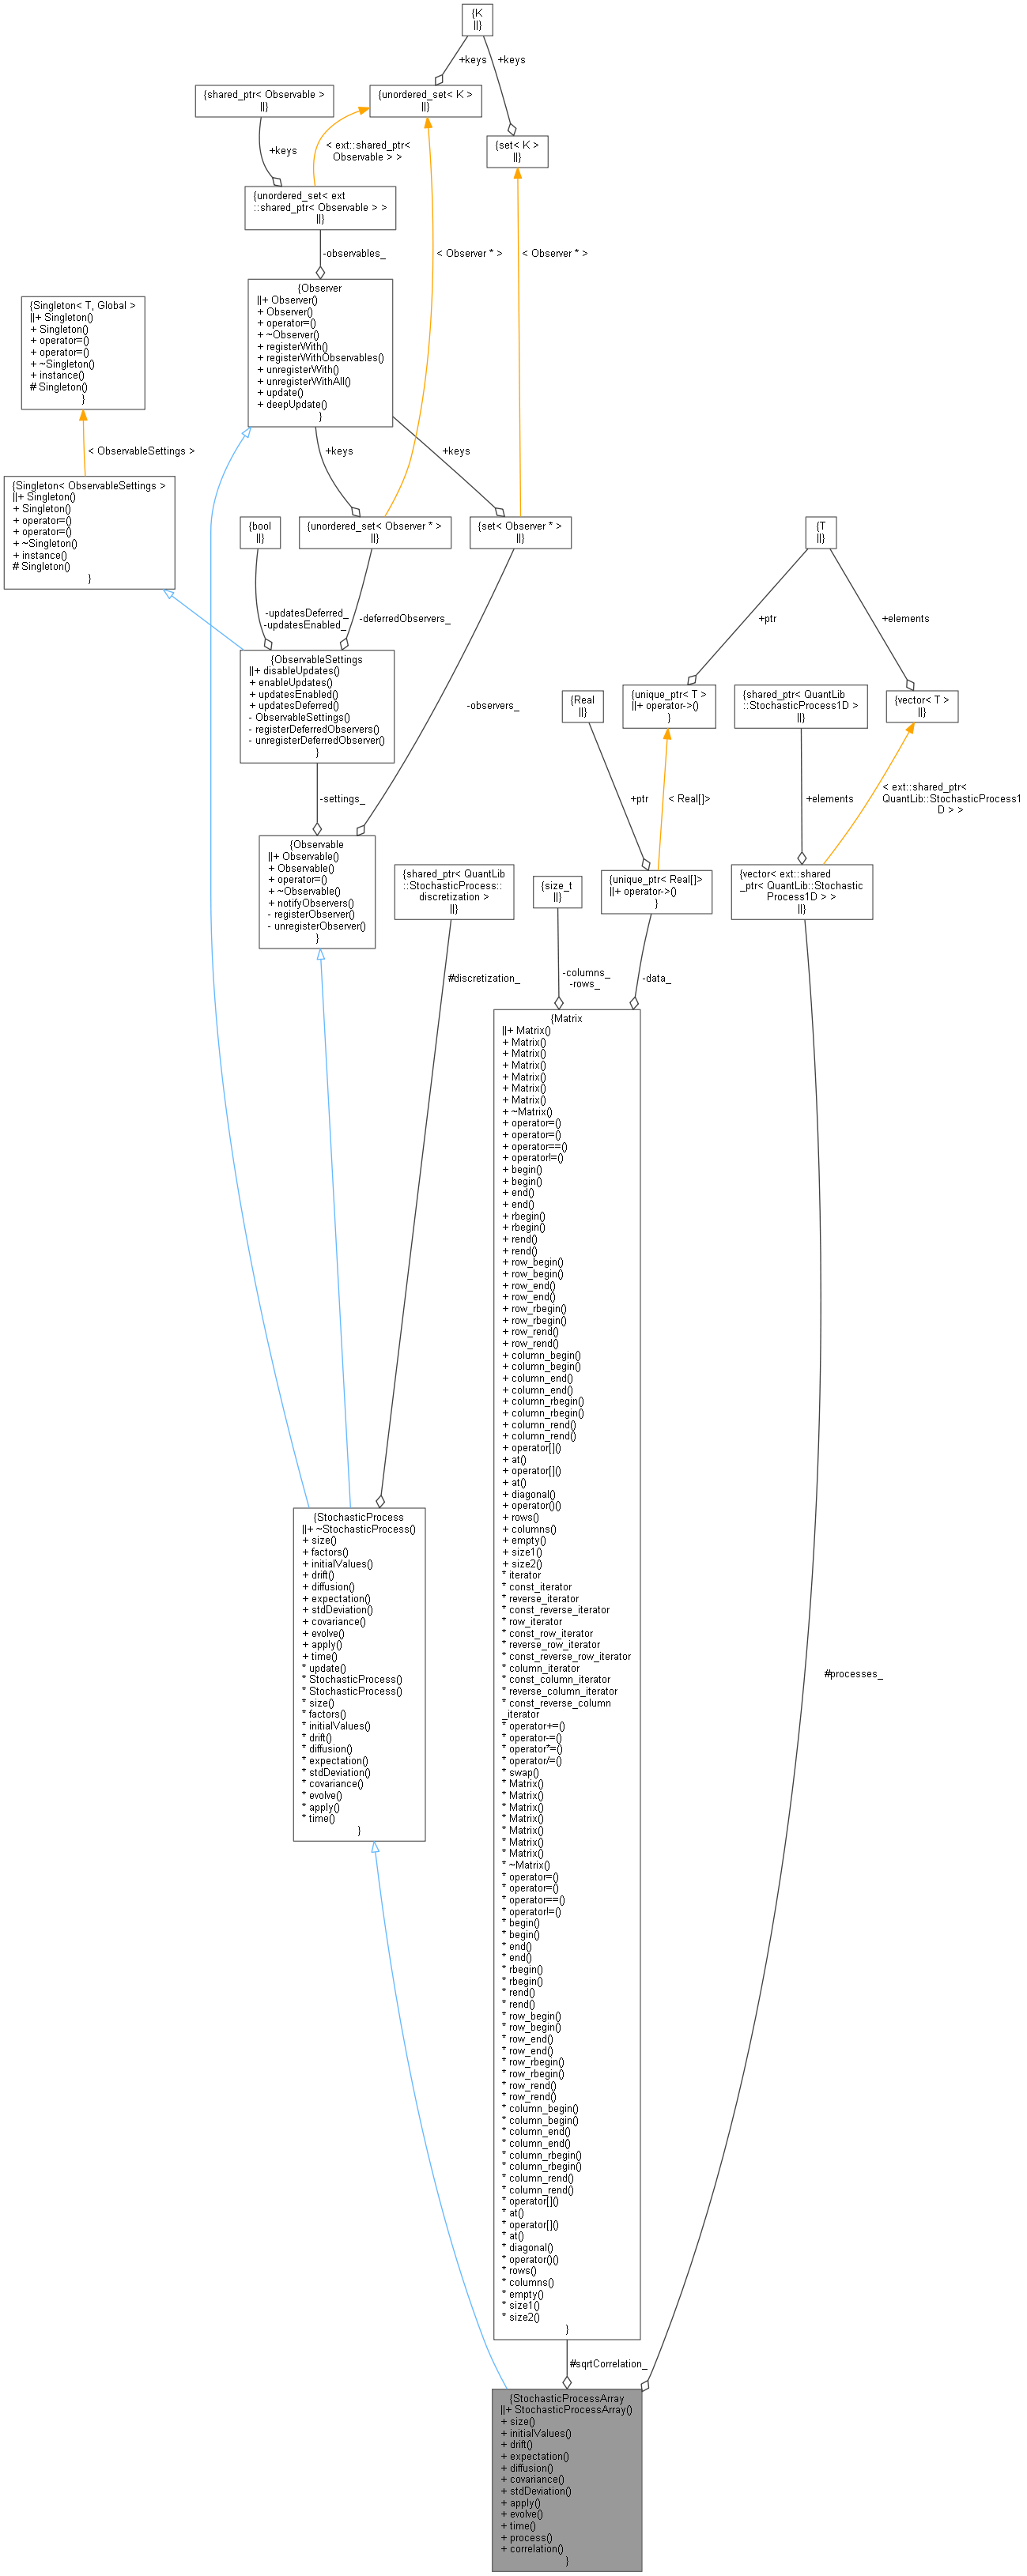 {K
||}
+keys
+keys
{shared_ptr< Observable >
||}
{unordered_set< K >
||}
{set< K >
||}
+keys
< ext::shared_ptr<
Observable > >
{unordered_set< ext
::shared_ptr< Observable > >
||}
-observables_
< Observer * >
< Observer * >
{Observer
||+ Observer()
+ Observer()
+ operator=()
+ ~Observer()
+ registerWith()
+ registerWithObservables()
+ unregisterWith()
+ unregisterWithAll()
+ update()
+ deepUpdate()
}
{Singleton< T, Global >
||+ Singleton()
+ Singleton()
+ operator=()
+ operator=()
+ ~Singleton()
+ instance()
# Singleton()
}
< ObservableSettings >
+keys
+keys
{Singleton< ObservableSettings >
||+ Singleton()
+ Singleton()
+ operator=()
+ operator=()
+ ~Singleton()
+ instance()
# Singleton()
}
{bool
||}
{unordered_set< Observer * >
||}
{set< Observer * >
||}
{T
||}
-updatesDeferred_
-updatesEnabled_
-deferredObservers_
+ptr
+elements
{ObservableSettings
||+ disableUpdates()
+ enableUpdates()
+ updatesEnabled()
+ updatesDeferred()
- ObservableSettings()
- registerDeferredObservers()
- unregisterDeferredObserver()
}
-observers_
{Real
||}
{unique_ptr< T >
||+ operator->()
}
{shared_ptr< QuantLib
::StochasticProcess1D >
||}
{vector< T >
||}
-settings_
+ptr
< Real[]>
+elements
< ext::shared_ptr<
QuantLib::StochasticProcess1
D > >
{Observable
||+ Observable()
+ Observable()
+ operator=()
+ ~Observable()
+ notifyObservers()
- registerObserver()
- unregisterObserver()
}
{shared_ptr< QuantLib
::StochasticProcess::
discretization >
||}
{size_t
||}
{unique_ptr< Real[]>
||+ operator->()
}
{vector< ext::shared
_ptr< QuantLib::Stochastic
Process1D > >
||}
#discretization_
-columns_
-rows_
-data_
{Matrix
||+ Matrix()
+ Matrix()
+ Matrix()
+ Matrix()
+ Matrix()
+ Matrix()
+ Matrix()
+ ~Matrix()
+ operator=()
+ operator=()
+ operator==()
+ operator!=()
+ begin()
+ begin()
+ end()
+ end()
+ rbegin()
+ rbegin()
+ rend()
+ rend()
+ row_begin()
+ row_begin()
+ row_end()
+ row_end()
+ row_rbegin()
+ row_rbegin()
+ row_rend()
+ row_rend()
+ column_begin()
+ column_begin()
+ column_end()
+ column_end()
+ column_rbegin()
+ column_rbegin()
+ column_rend()
+ column_rend()
+ operator[]()
+ at()
+ operator[]()
+ at()
+ diagonal()
+ operator()()
+ rows()
+ columns()
+ empty()
+ size1()
+ size2()
* iterator
* const_iterator
* reverse_iterator
* const_reverse_iterator
* row_iterator
* const_row_iterator
* reverse_row_iterator
* const_reverse_row_iterator
* column_iterator
* const_column_iterator
* reverse_column_iterator
* const_reverse_column
_iterator
* operator+=()
* operator-=()
* operator*=()
* operator/=()
* swap()
* Matrix()
* Matrix()
* Matrix()
* Matrix()
* Matrix()
* Matrix()
* Matrix()
* ~Matrix()
* operator=()
* operator=()
* operator==()
* operator!=()
* begin()
* begin()
* end()
* end()
* rbegin()
* rbegin()
* rend()
* rend()
* row_begin()
* row_begin()
* row_end()
* row_end()
* row_rbegin()
* row_rbegin()
* row_rend()
* row_rend()
* column_begin()
* column_begin()
* column_end()
* column_end()
* column_rbegin()
* column_rbegin()
* column_rend()
* column_rend()
* operator[]()
* at()
* operator[]()
* at()
* diagonal()
* operator()()
* rows()
* columns()
* empty()
* size1()
* size2()
}
{StochasticProcess
||+ ~StochasticProcess()
+ size()
+ factors()
+ initialValues()
+ drift()
+ diffusion()
+ expectation()
+ stdDeviation()
+ covariance()
+ evolve()
+ apply()
+ time()
* update()
* StochasticProcess()
* StochasticProcess()
* size()
* factors()
* initialValues()
* drift()
* diffusion()
* expectation()
* stdDeviation()
* covariance()
* evolve()
* apply()
* time()
}
#processes_
#sqrtCorrelation_
{StochasticProcessArray
||+ StochasticProcessArray()
+ size()
+ initialValues()
+ drift()
+ expectation()
+ diffusion()
+ covariance()
+ stdDeviation()
+ apply()
+ evolve()
+ time()
+ process()
+ correlation()
}